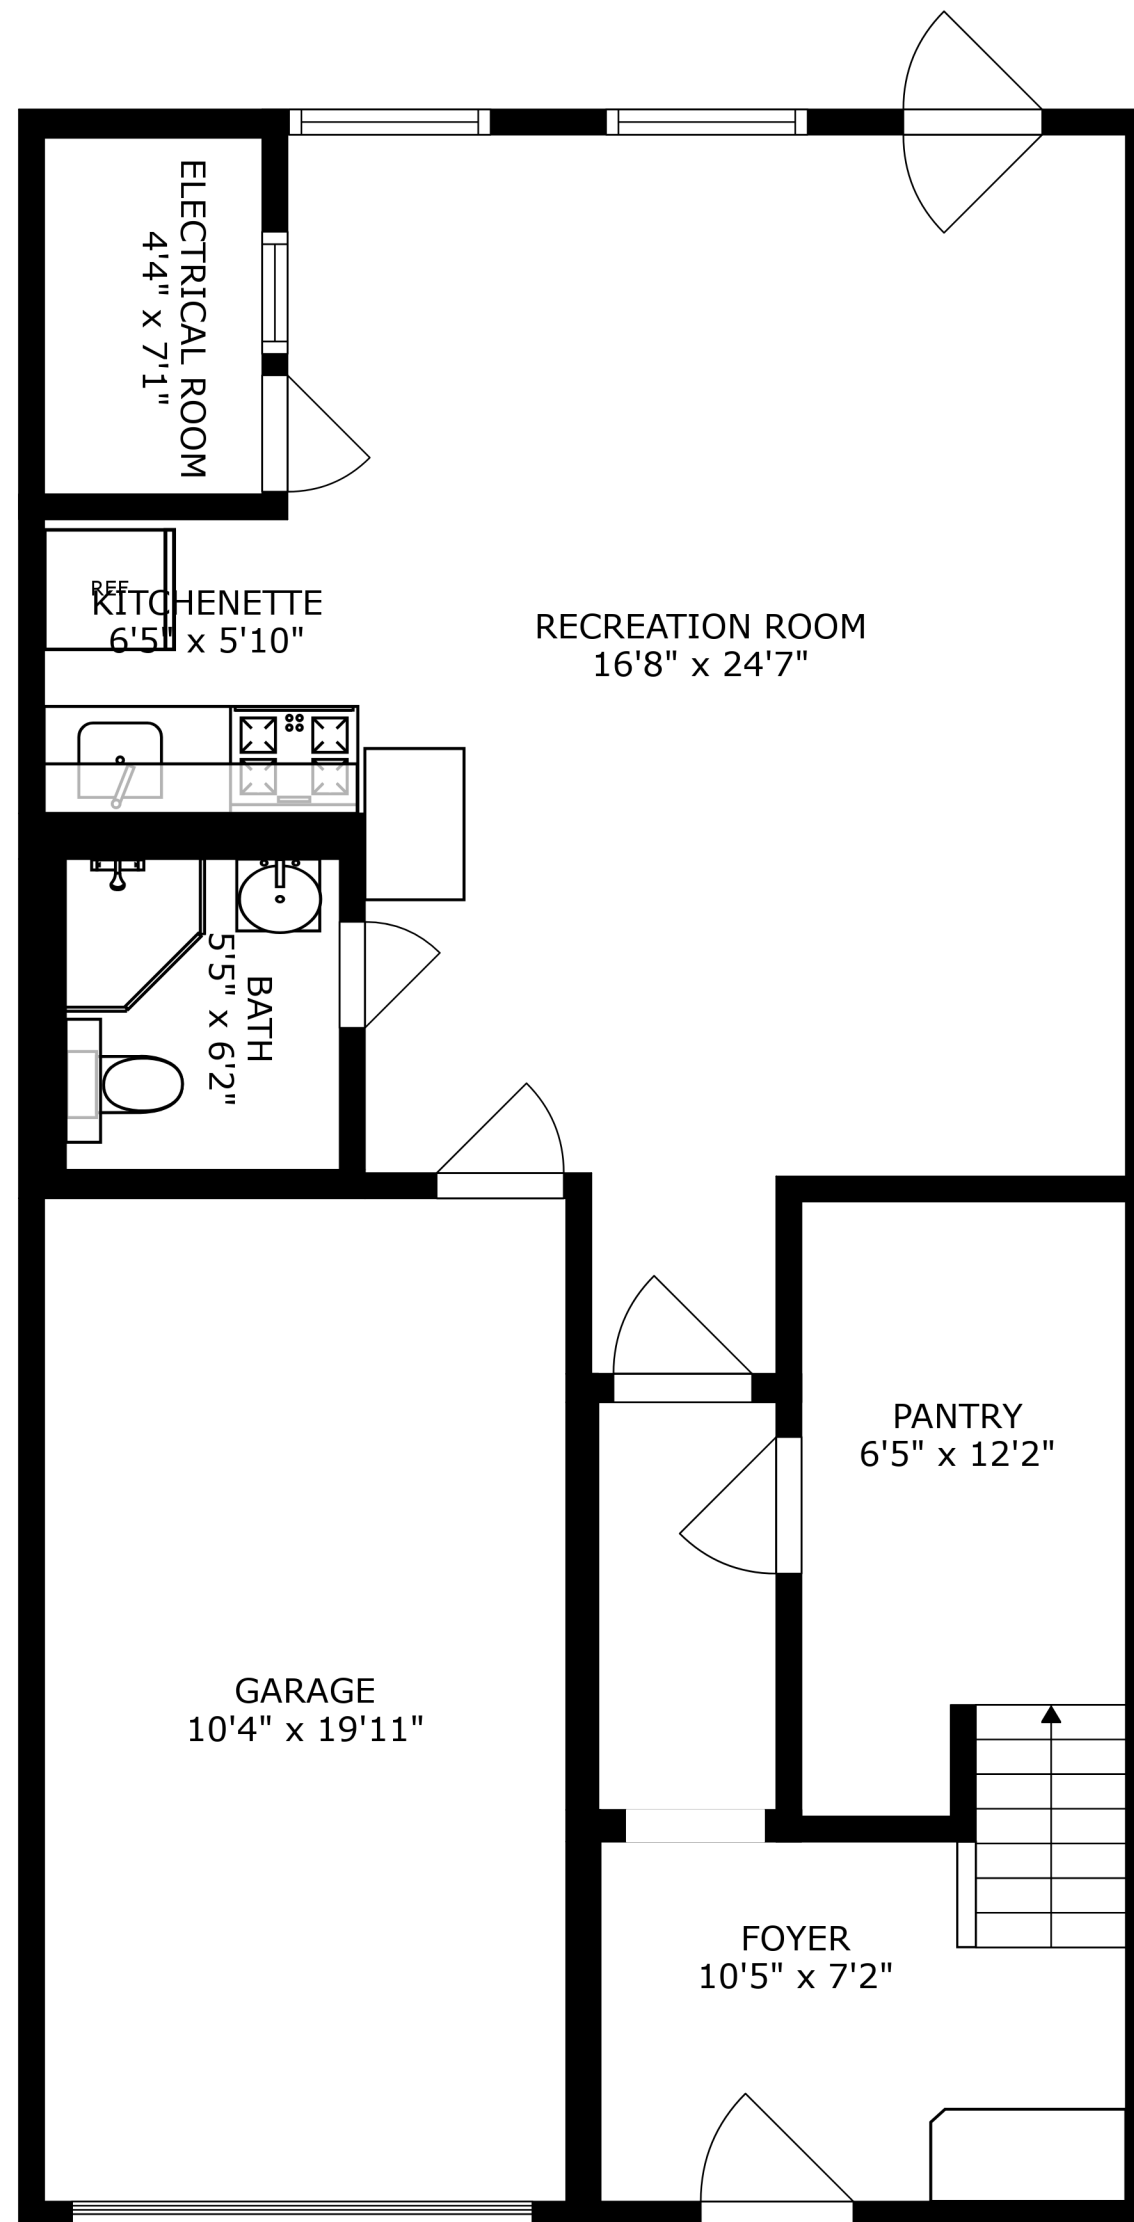 ELECTRICAL ROOM
4'4" x 7'1"
REF
KITCHENETTE
6'5" x 5'10"
RECREATION ROOM
16'8" x 24'7"
BATH
5'5" x 6'2"
PANTRY
6'5" x 12'2"
GARAGE
10'4" x 19'11"
FOYER
10'5" x 7'2"